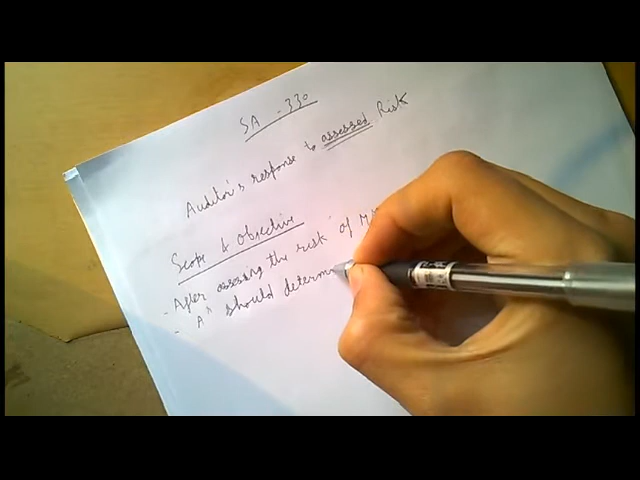 SA - 330
Auditor's response to assessed Risk
Scope & Objective
- After assessing the risk of
- A" should determ